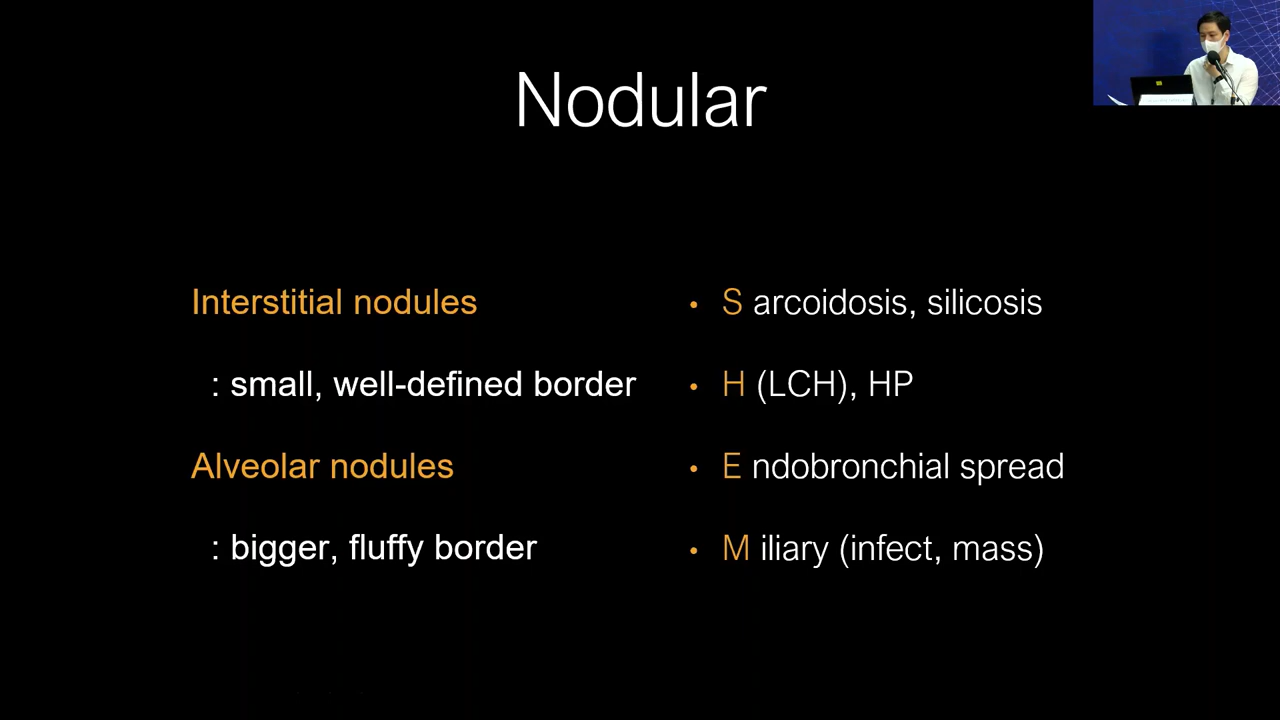 Nodular
Interstitial nodules
: small, well-defined border
Alveolar nodules
: bigger, fluffy border
• S arcoidosis, silicosis
• H (LCH), HP
• E ndobronchial spread
• M iliary (infect, mass)